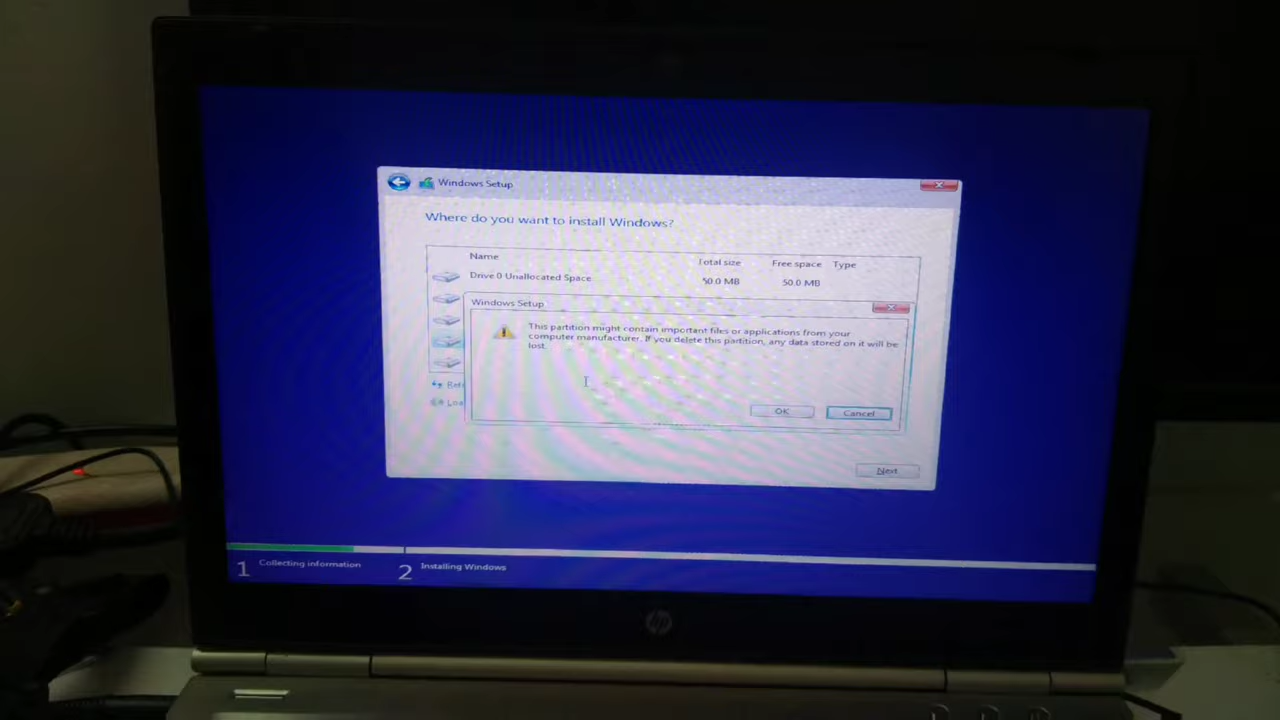 Windows Setup
Where do you want to install Windows?
Name Total size Free space Type
Drive 0 Unallocated Space 50.0 MB 50.0 MB
Windows Setup
This partition might contain important files or applications from your
computer manufacturer. If you delete this partition, any data stored on it will be
lost.
OK Cancel
Next
1 Collecting information 2 Installing Windows
hp